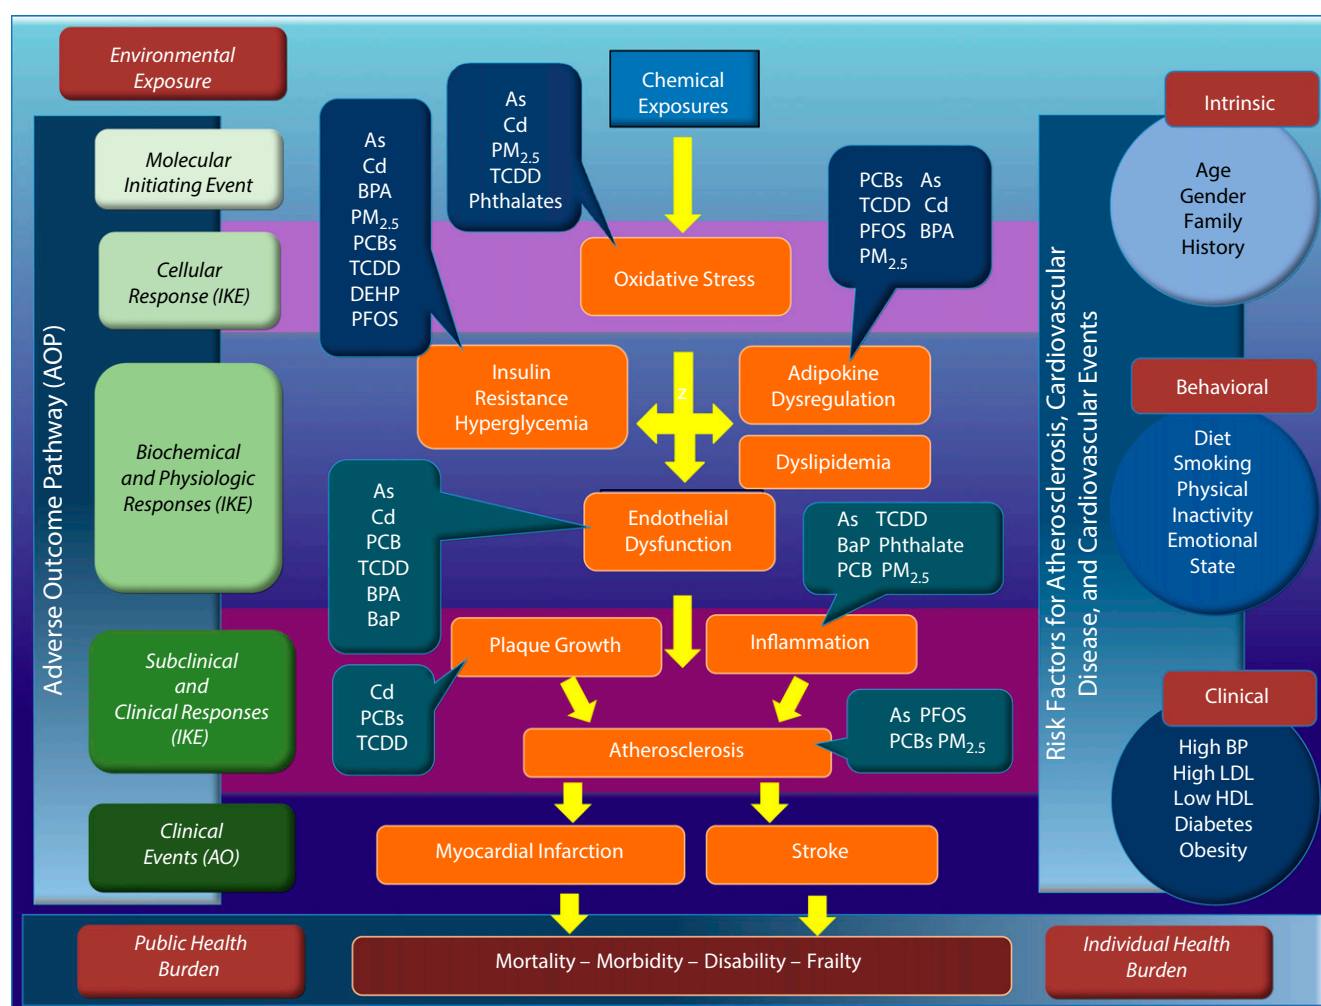 Environmental
Exposure
Chemical
Exposures
Adverse Outcome Pathway (AOP)
Molecular
Initiating Event
Cellular
Response (IKE)
Biochemical
and Physiologic
Responses (IKE)
Subclinical
and
Clinical Responses
(IKE)
Clinical
Events (AO)
Public Health
Burden
As
Cd
BPA
PM2.5
PCBs
TCDD
DEHP
PFOS
As
Cd
PM2.5
TCDD
Phthalates
PCBs As
TCDD Cd
PFOS BPA
PM2.5
Oxidative Stress
Insulin
Resistance
Hyperglycemia
z
Adipokine
Dysregulation
Dyslipidemia
As
Cd
PCB
TCDD
BPA
BaP
Endothelial
Dysfunction
As TCDD
BaP Phthalate
PCB PM2.5
Plaque Growth
Inflammation
Cd
PCBs
TCDD
Atherosclerosis
As PFOS
PCBs PM2.5
Myocardial Infarction
Stroke
Mortality – Morbidity – Disability – Frailty
Risk Factors for Atherosclerosis, Cardiovascular
Disease, and Cardiovascular Events
Intrinsic
Age
Gender
Family
History
Behavioral
Diet
Smoking
Physical
Inactivity
Emotional
State
Clinical
High BP
High LDL
Low HDL
Diabetes
Obesity
Individual Health
Burden